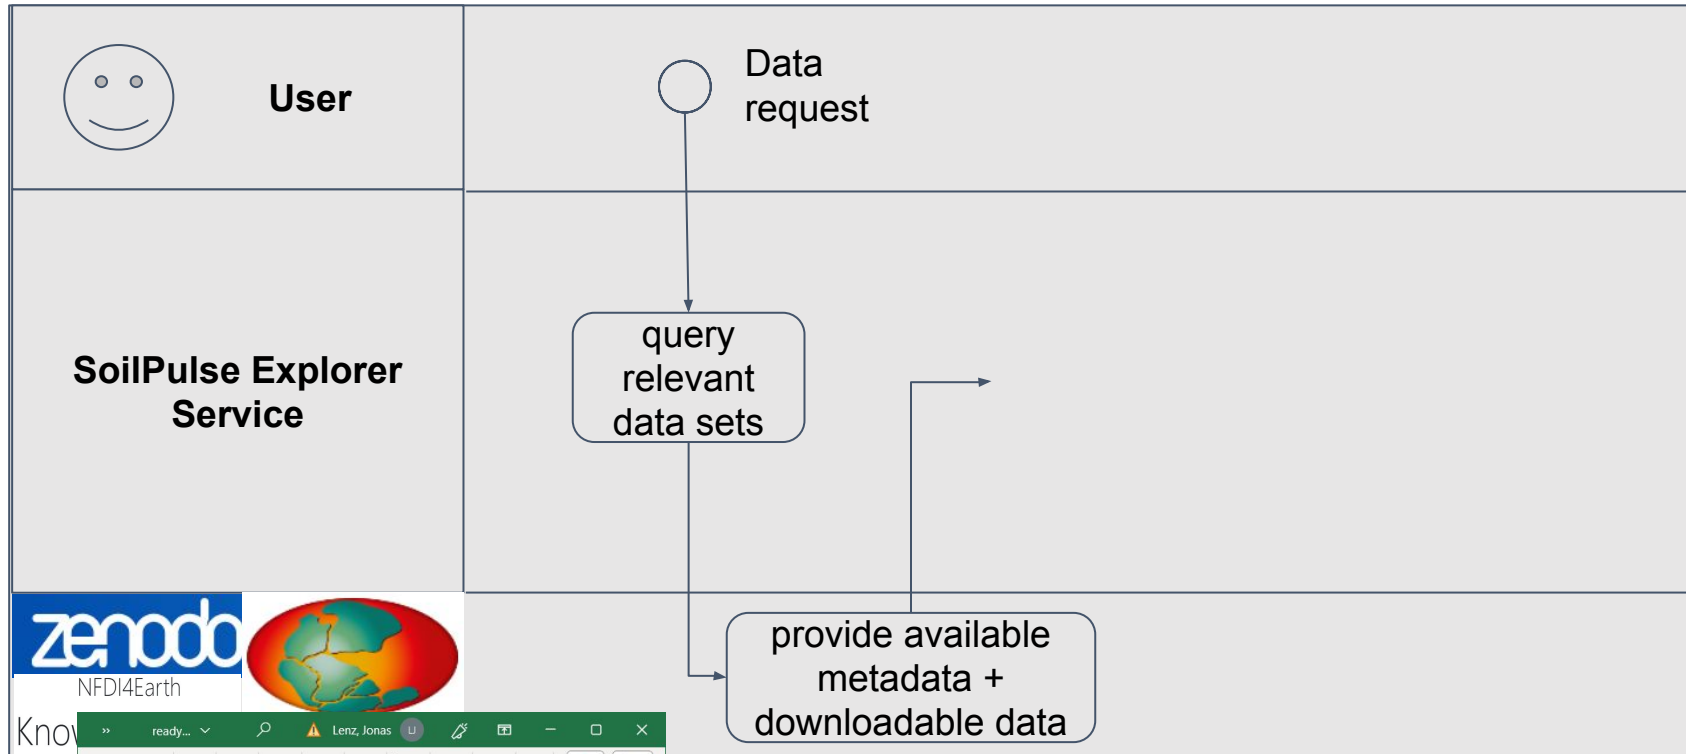 User
Data
request
SoilPulse Explorer
Service
query
relevant
data sets
zenodo
NFDI4Earth
provide available
metadata +
downloadable data
ready...
Lenz, Jonas